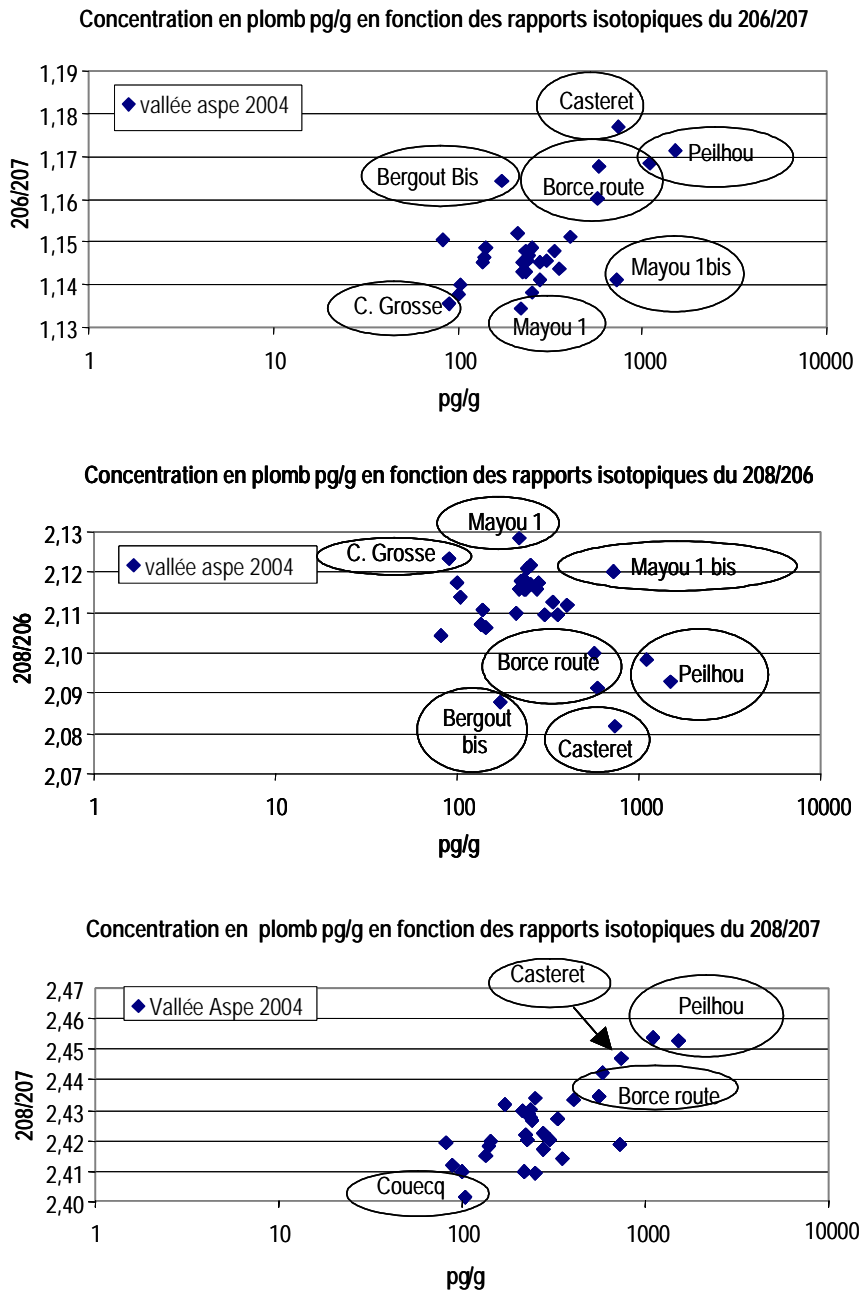 Concentration en plomb pg/g en fonction des rapports isotopiques du 206/207
1,19
1,18
1,17
1,16
1,15
1,14
1,13
206/207
vallée aspe 2004
Casteret
Peilhou
Bergout Bis
Borce route
Mayou 1bis
C. Grosse
Mayou 1
1
10
100
1000
10000
pg/g
Concentration en plomb pg/g en fonction des rapports isotopiques du 208/206
2,13
2,12
2,11
2,10
2,09
2,08
2,07
208/206
Mayou 1
C. Grosse
vallée aspe 2004
Mayou 1 bis
Borce route
Peilhou
Bergout
bis
Casteret
1
10
100
1000
10000
pg/g
Concentration en plomb pg/g en fonction des rapports isotopiques du 208/207
2,47
2,46
2,45
2,44
2,43
2,42
2,41
2,40
208/207
Casteret
Vallée Aspe 2004
Peilhou
Borce route
Couecq
1
10
100
1000
10000
pg/g